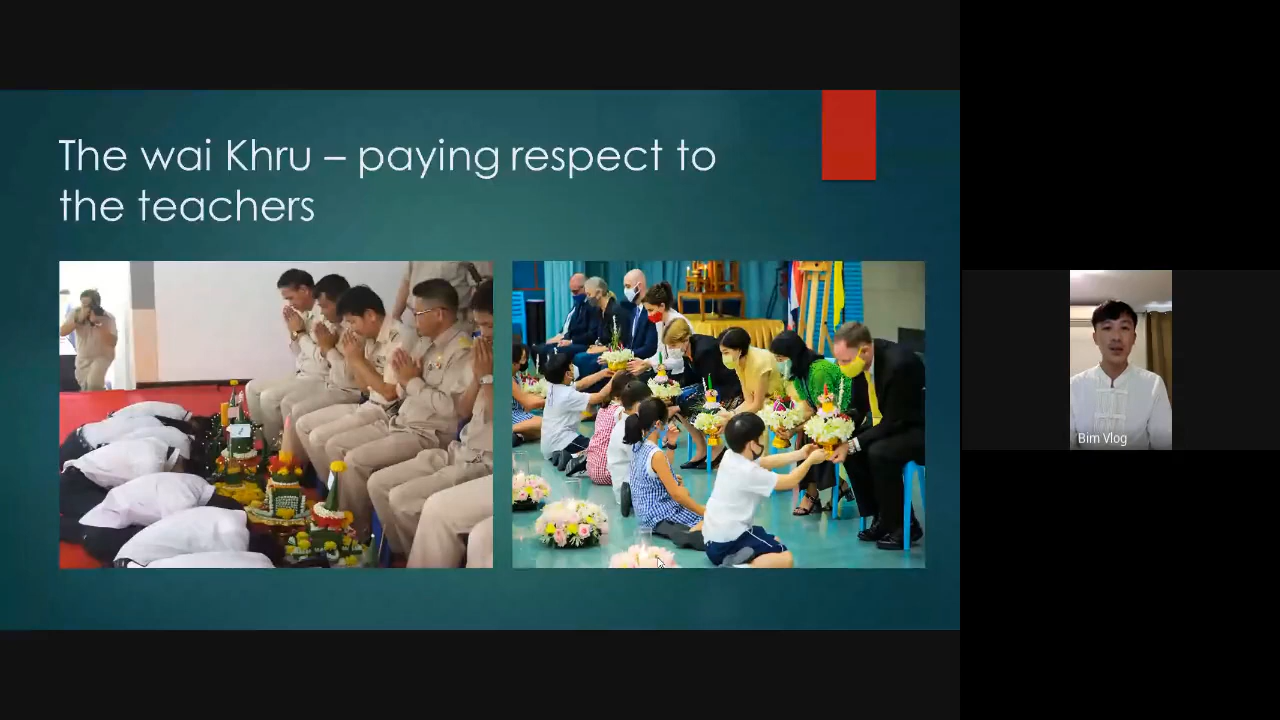 The wai Khru – paying respect to
the teachers
Bim Vlog